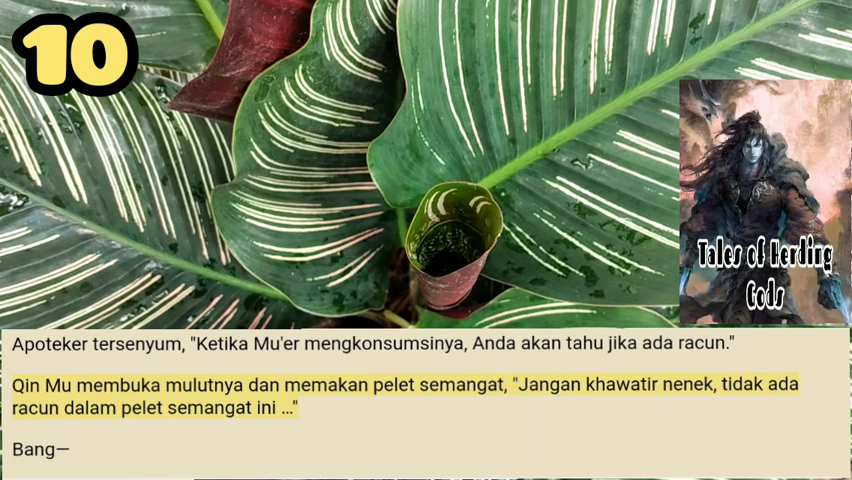 10
Tales of Herding
Gods
Apoteker tersenyum, "Ketika Mu'er mengkonsumsinya, Anda akan tahu jika ada racun."
Qin Mu membuka mulutnya dan memakan pelet semangat, "Jangan khawatir nenek, tidak ada
racun dalam pelet semangat ini ..."
Bang—